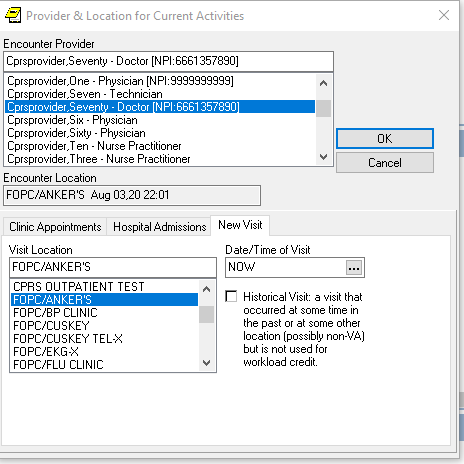 Provider & Location for Current Activities
Encounter Provider
Cprsprovider,Seventy - Doctor [NPI:6661357890]
Cprsprovider,One - Physician [NPI:9999999999]
Cprsprovider,Seven - Technician
Cprsprovider,Seventy - Doctor [NPI:6661357890]
Cprsprovider,Six - Physician
Cprsprovider,Sixty - Physician
Cprsprovider,Ten - Nurse Practitioner
Cprsprovider,Three - Nurse Practitioner
OK
Cancel
Encounter Location
FOPC/ANKER'S Aug 03,20 22:01
Clinic Appointments
Hospital Admissions
New Visit
Visit Location
FOPC/ANKER'S
CPRS OUTPATIENT TEST
FOPC/ANKER'S
FOPC/BP CLINIC
FOPC/CUSKEY
FOPC/CUSKEY TEL-X
FOPC/EKG-X
FOPC/FLU CLINIC
Date/Time of Visit
NOW
...
Historical Visit: a visit that
occurred at some time in
the past or at some other
location (possibly non-VA)
but is not used for
workload credit.